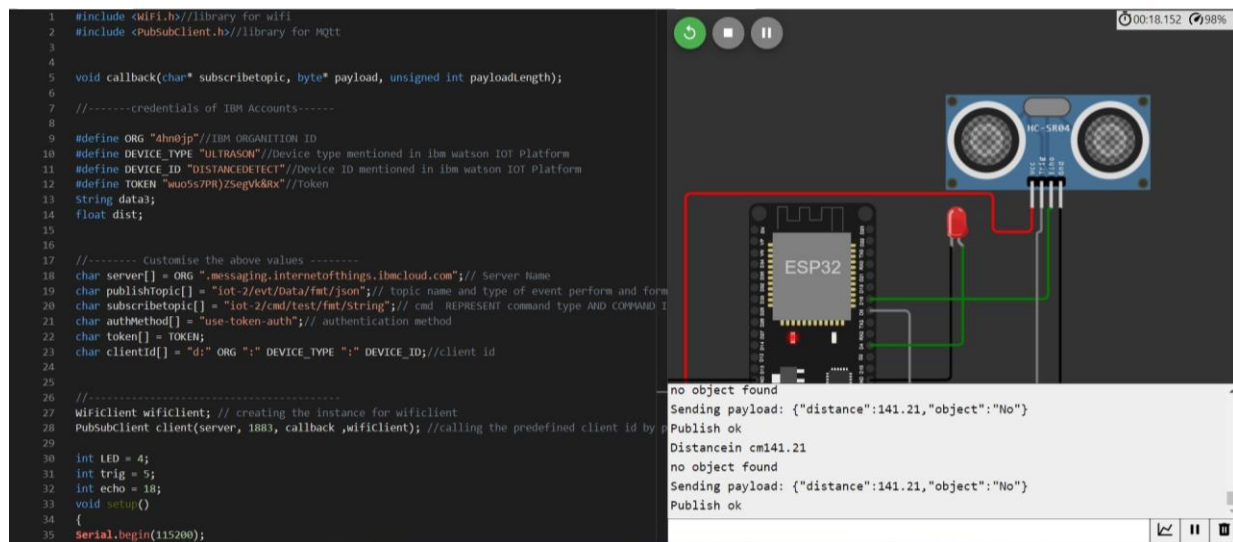 1 #include <WiFi.h>//library for wifi
2 #include <PubSubClient.h>//library for MQtt
3
4
5 void callback(char* subscribetopic, byte* payload, unsigned int payloadLength);
6
7 //-------credentials of IBM Accounts------
8
9 #define ORG "4hn0jp"//IBM ORGANITION ID
10 #define DEVICE_TYPE "ULTRASON"//Device type mentioned in ibm watson IOT Platform
11 #define DEVICE_ID "DISTANCEDETECT"//Device ID mentioned in ibm watson IOT Platform
12 #define TOKEN "wuo5s7PR)ZSegVk&Rx"//Token
13 String data3;
14 float dist;
15
16
17 //-------- Customise the above values --------
18 char server[] = ORG ".messaging.internetofthings.ibmcloud.com";// Server Name
19 char publishTopic[] = "iot-2/evt/Data/fmt/json";// topic name and type of event perform and form
20 char subscribetopic[] = "iot-2/cmd/test/fmt/String";// cmd  REPRESENT command type AND COMMAND I
21 char authMethod[] = "use-token-auth";// authentication method
22 char token[] = TOKEN;
23 char clientId[] = "d:" ORG ":" DEVICE_TYPE ":" DEVICE_ID;//client id
24
25
26 //-----------------------------------------
27 WiFiClient wifiClient; // creating the instance for wificlient
28 PubSubClient client(server, 1883, callback ,wifiClient); //calling the predefined client id by p
29
30 int LED = 4;
31 int trig = 5;
32 int echo = 18;
33 void setup()
34 {
35 Serial.begin(115200);
00:18.152 98%
HC-SR04
Vcc
Trig
Echo
Gnd
ESP32
no object found
Sending payload: {"distance":141.21,"object":"No"}
Publish ok
Distancein cm141.21
no object found
Sending payload: {"distance":141.21,"object":"No"}
Publish ok